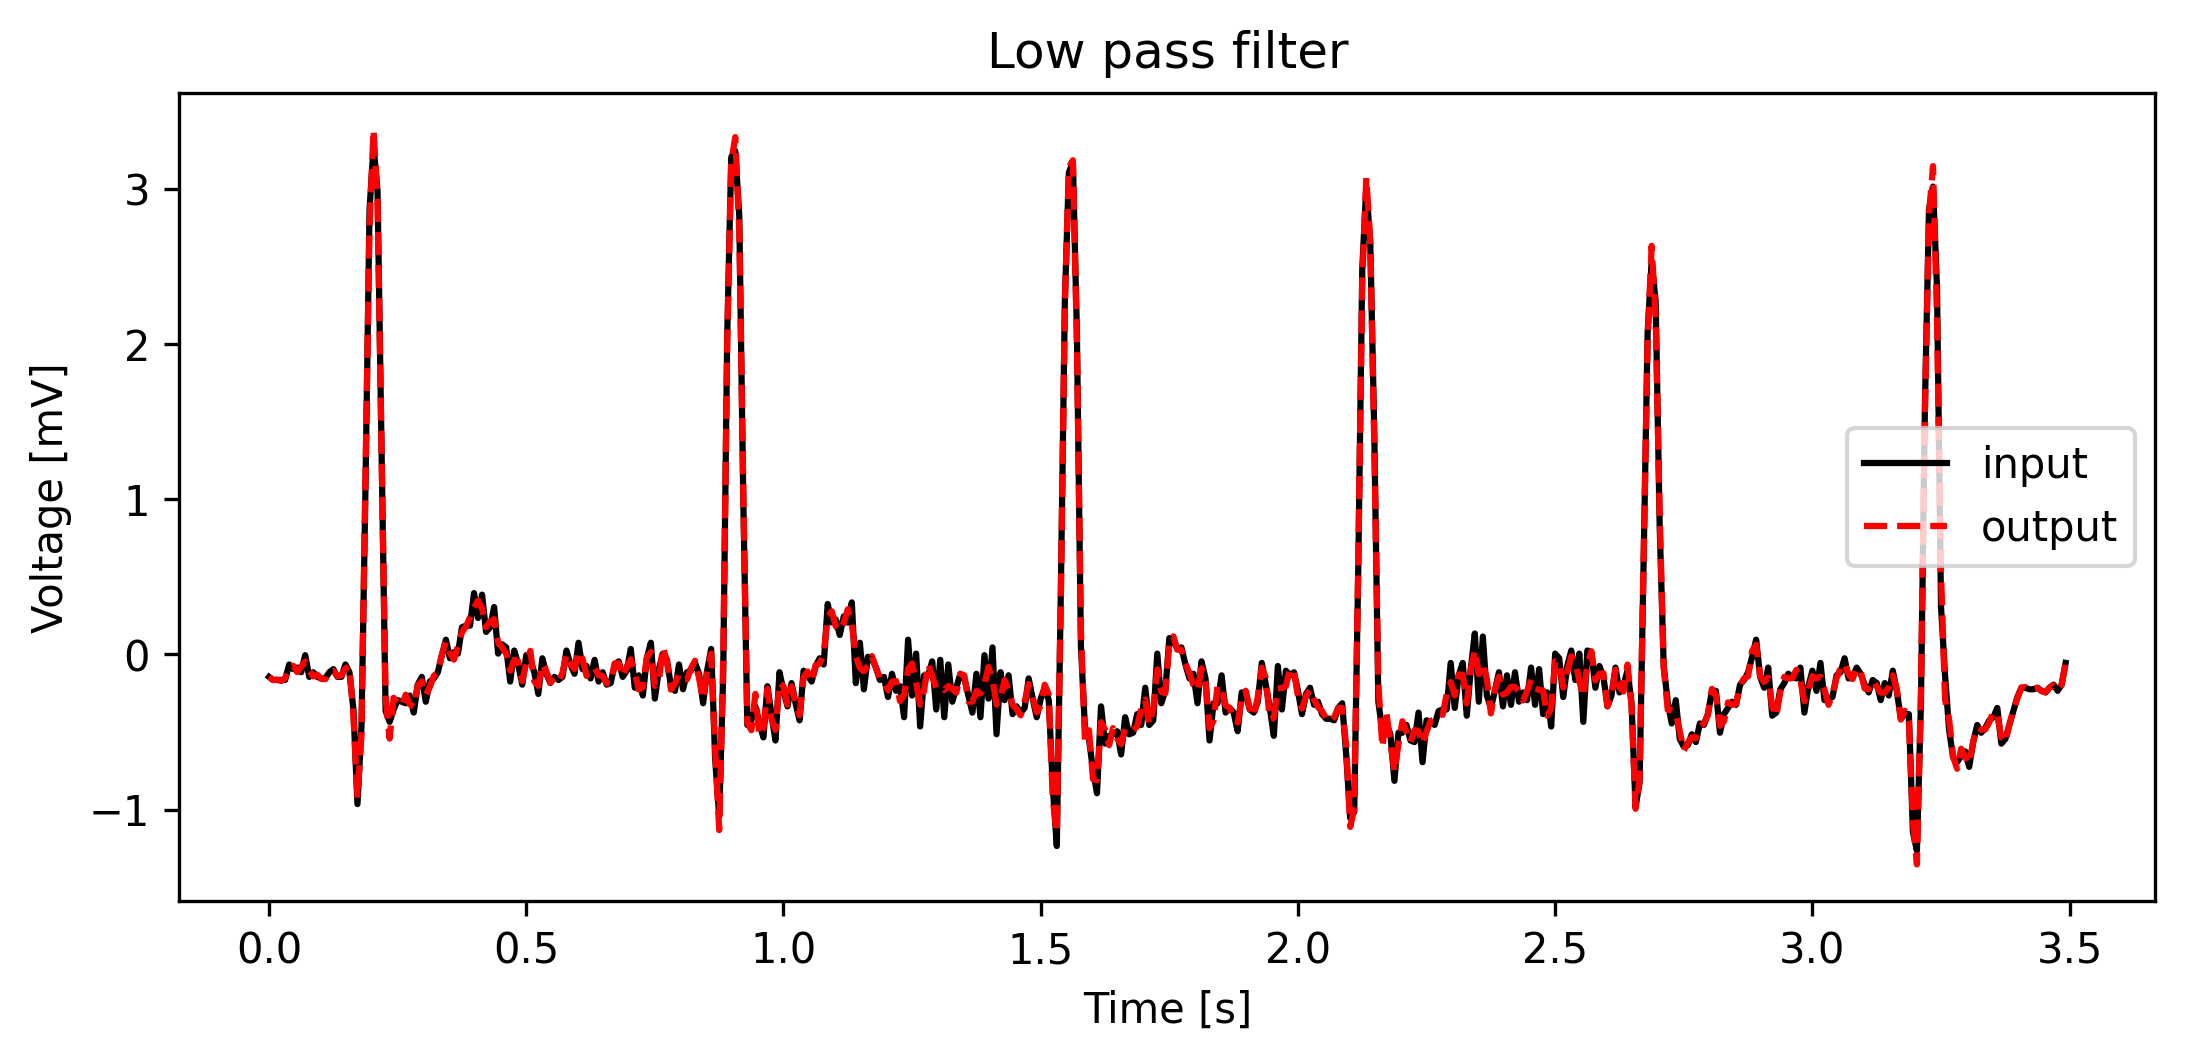 Low pass filter
Voltage [mV]
3
2
1
0
−1
input
output
0.0 0.5 1.0 1.5 2.0 2.5 3.0 3.5
Time [s]